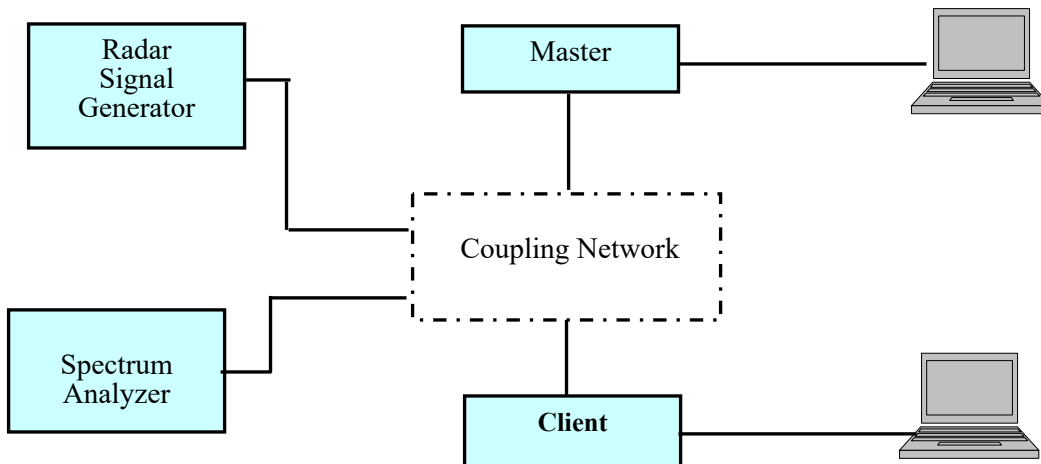 Radar
Signal
Generator
Master
Coupling Network
Spectrum
Analyzer
Client